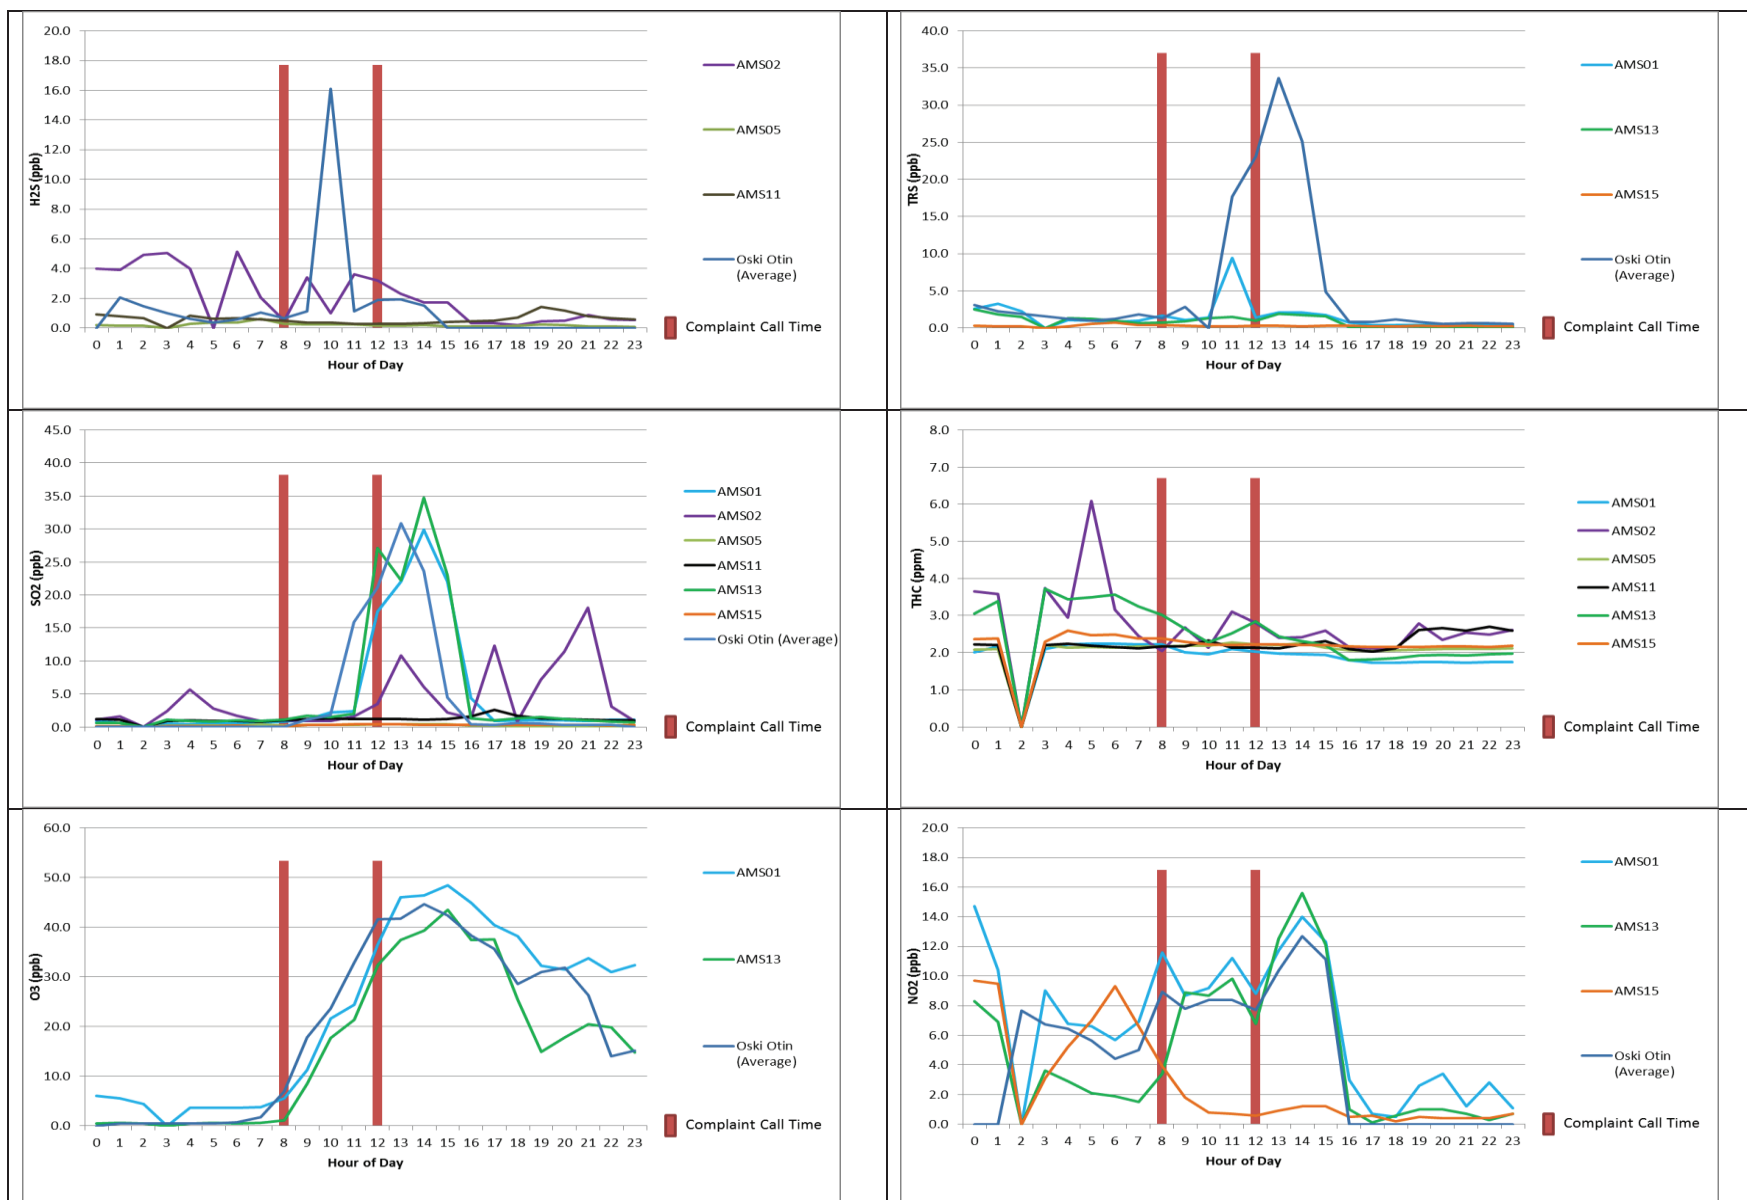 20.0
18.0
16.0
14.0
12.0
10.0
8.0
6.0
4.0
2.0
0.0
H2S (ppb)
0 1 2 3 4 5 6 7 8 9 10 11 12 13 14 15 16 17 18 19 20 21 22 23
Hour of Day
AMS02
AMS05
AMS11
Oski Otin
(Average)
Complaint Call Time
40.0
35.0
30.0
25.0
20.0
15.0
10.0
5.0
0.0
TRS (ppb)
0 1 2 3 4 5 6 7 8 9 10 11 12 13 14 15 16 17 18 19 20 21 22 23
Hour of Day
AMS01
AMS13
AMS15
Oski Otin
(Average)
Complaint Call Time
45.0
40.0
35.0
30.0
25.0
20.0
15.0
10.0
5.0
0.0
SO2 (ppb)
0 1 2 3 4 5 6 7 8 9 10 11 12 13 14 15 16 17 18 19 20 21 22 23
Hour of Day
AMS01
AMS02
AMS05
AMS11
AMS13
AMS15
Oski Otin (Average)
Complaint Call Time
8.0
7.0
6.0
5.0
4.0
3.0
2.0
1.0
0.0
THC (ppm)
0 1 2 3 4 5 6 7 8 9 10 11 12 13 14 15 16 17 18 19 20 21 22 23
Hour of Day
AMS01
AMS02
AMS05
AMS11
AMS13
AMS15
Complaint Call Time
60.0
50.0
40.0
30.0
20.0
10.0
0.0
O3 (ppb)
0 1 2 3 4 5 6 7 8 9 10 11 12 13 14 15 16 17 18 19 20 21 22 23
Hour of Day
AMS01
AMS13
Oski Otin
(Average)
Complaint Call Time
20.0
18.0
16.0
14.0
12.0
10.0
8.0
6.0
4.0
2.0
0.0
NO2 (ppb)
0 1 2 3 4 5 6 7 8 9 10 11 12 13 14 15 16 17 18 19 20 21 22 23
Hour of Day
AMS01
AMS13
AMS15
Oski Otin
(Average)
Complaint Call Time